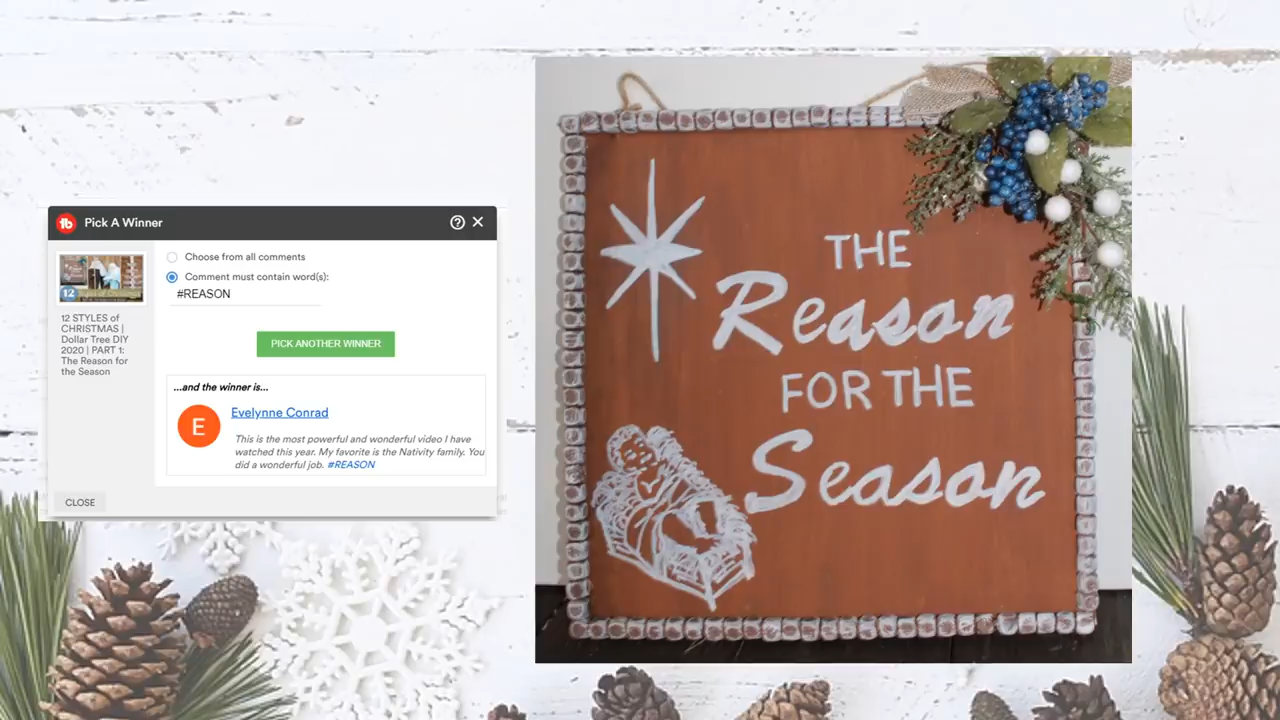 Pick A Winner
Choose from all comments
Comment must contain word(s):
#REASON
12 STYLES of
CHRISTMAS |
Dollar Tree DIY
2020 | PART 1:
The Reason for
the Season
PICK ANOTHER WINNER
...and the winner is...
E
Evelynne Conrad
This is the most powerful and wonderful video I have
watched this year. My favorite is the Nativity family. You
did a wonderful job. #REASON
CLOSE
THE
Reason
FOR THE
Season